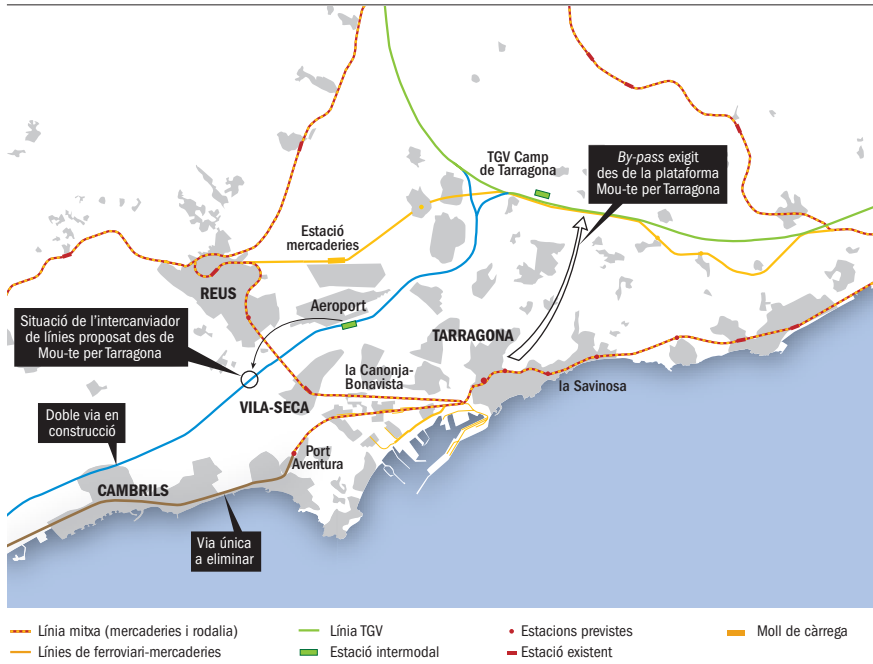 TGV Camp
de Tarragona
By-pass exigit
des de la plataforma
Mou-te per Tarragona
Estació
mercaderies
REUS
Aeroport
Situació de l'intercanviador
de línies proposat des de
Mou-te per Tarragona
TARRAGONA
la Canonja-
Bonavista
la Savinosa
VILA-SECA
Doble via en
construcció
Port
Aventura
CAMBRILS
Via única
a eliminar
Línia mitxa (mercaderies i rodalia)
Línies de ferroviari-mercaderies
Línia TGV
Estació intermodal
Estacions previstes
Estació existent
Moll de càrrega